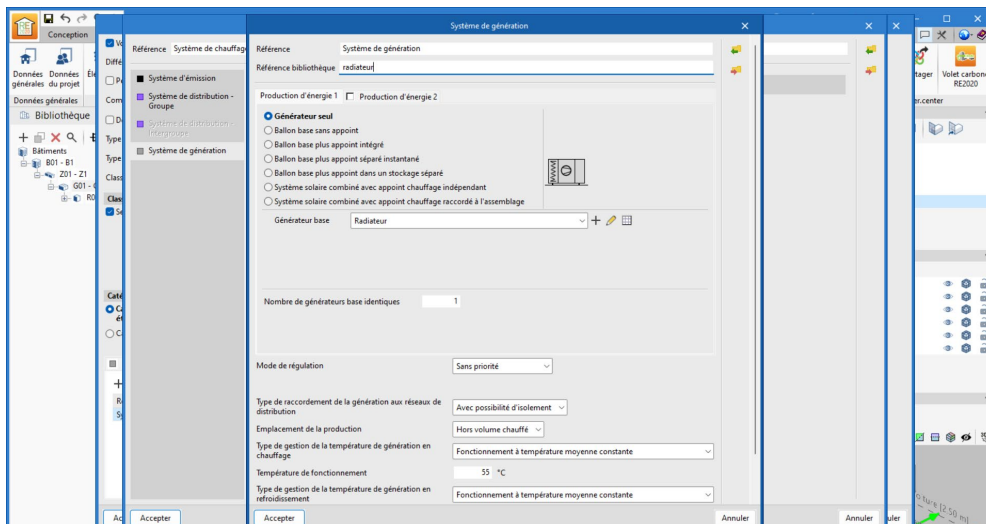 Système de génération
Conception
Données générales
Données du projet
Données générales
Bibliothèque
Bâtiments
B01 - B1
Z01 - Z1
G01 -
Référence
Système de chauffag
Système d'émission
Système de distribution - Groupe
Système de distribution - Intergroupe
Système de génération
Accepter
Référence
Système de génération
Référence bibliothèque
radiateur
Production d'énergie 1
Production d'énergie 2
Générateur seul
Ballon base sans appoint
Ballon base plus appoint intégré
Ballon base plus appoint séparé instantané
Ballon base plus appoint dans un stockage séparé
Système solaire combiné avec appoint chauffage indépendant
Système solaire combiné avec appoint chauffage raccordé à l'assemblage
Générateur base
Radiateur
Nombre de générateurs base identiques
1
Mode de régulation
Sans priorité
Type de raccordement de la génération aux réseaux de
distribution
Avec possibilité d'isolement
Emplacement de la production
Hors volume chauffé
Type de gestion de la température de génération en
chauffage
Fonctionnement à température moyenne constante
Température de fonctionnement
55 °C
Type de gestion de la température de génération en
refroidissement
Fonctionnement à température moyenne constante
Accepter
Annuler
Annuler
uler
tager
Volet carbone
RE2020
er.center